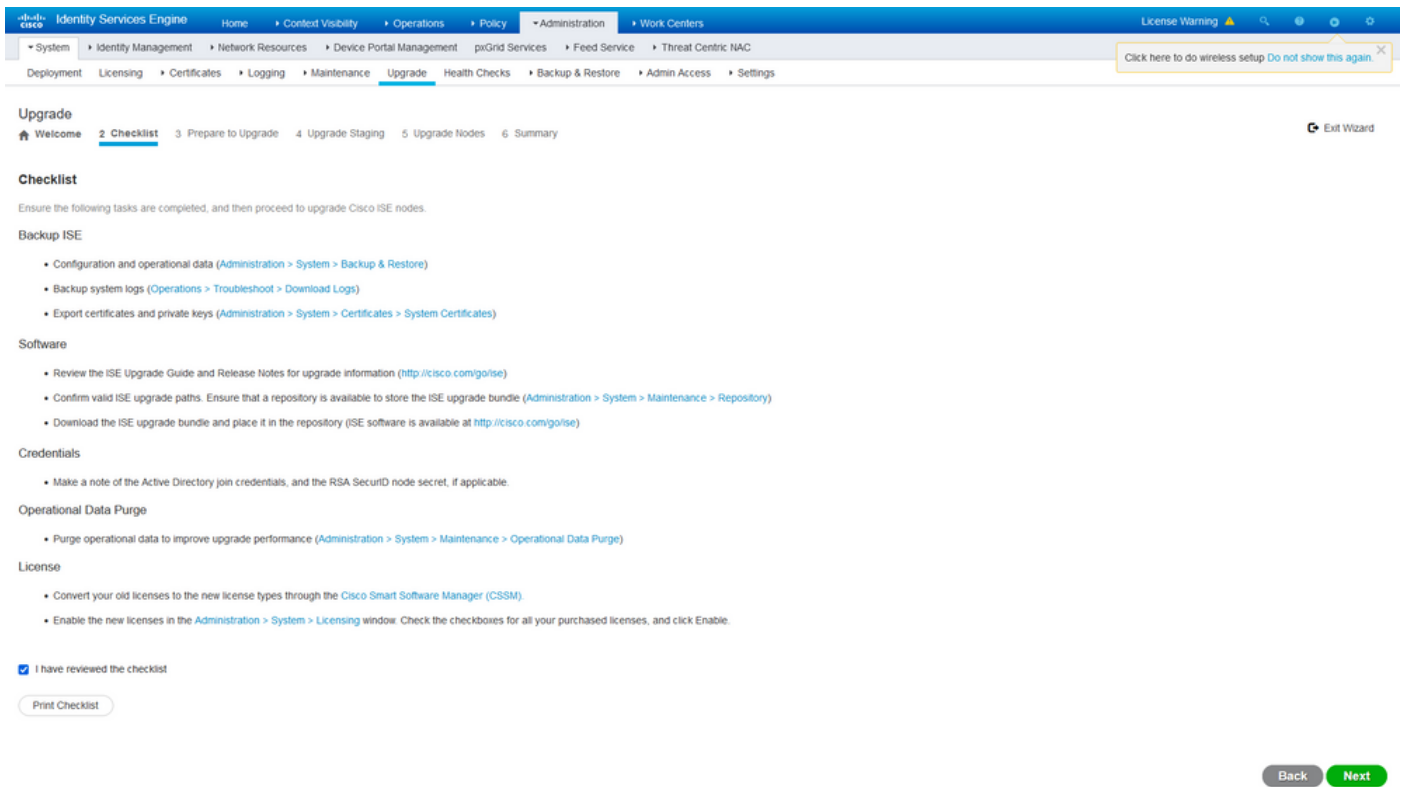 cisco Identity Services Engine Home Context Visibility Operations Policy Administration Work Centers License Warning
System Identity Management Network Resources Device Portal Management pxGrid Services Feed Service Threat Centric NAC
Click here to do wireless setup Do not show this again.
Deployment Licensing Certificates Logging Maintenance Upgrade Health Checks Backup & Restore Admin Access Settings
Upgrade
Welcome 2 Checklist 3 Prepare to Upgrade 4 Upgrade Staging 5 Upgrade Nodes 6 Summary Exit Wizard
Checklist
Ensure the following tasks are completed, and then proceed to upgrade Cisco ISE nodes.
Backup ISE
• Configuration and operational data (Administration > System > Backup & Restore)
• Backup system logs (Operations > Troubleshoot > Download Logs)
• Export certificates and private keys (Administration > System > Certificates > System Certificates)
Software
• Review the ISE Upgrade Guide and Release Notes for upgrade information (http://cisco.com/go/ise)
• Confirm valid ISE upgrade paths. Ensure that a repository is available to store the ISE upgrade bundle (Administration > System > Maintenance > Repository)
• Download the ISE upgrade bundle and place it in the repository (ISE software is available at http://cisco.com/go/ise)
Credentials
• Make a note of the Active Directory join credentials, and the RSA SecurID node secret, if applicable.
Operational Data Purge
• Purge operational data to improve upgrade performance (Administration > System > Maintenance > Operational Data Purge)
License
• Convert your old licenses to the new license types through the Cisco Smart Software Manager (CSSM).
• Enable the new licenses in the Administration > System > Licensing window. Check the checkboxes for all your purchased licenses, and click Enable.
I have reviewed the checklist
Print Checklist
Back Next